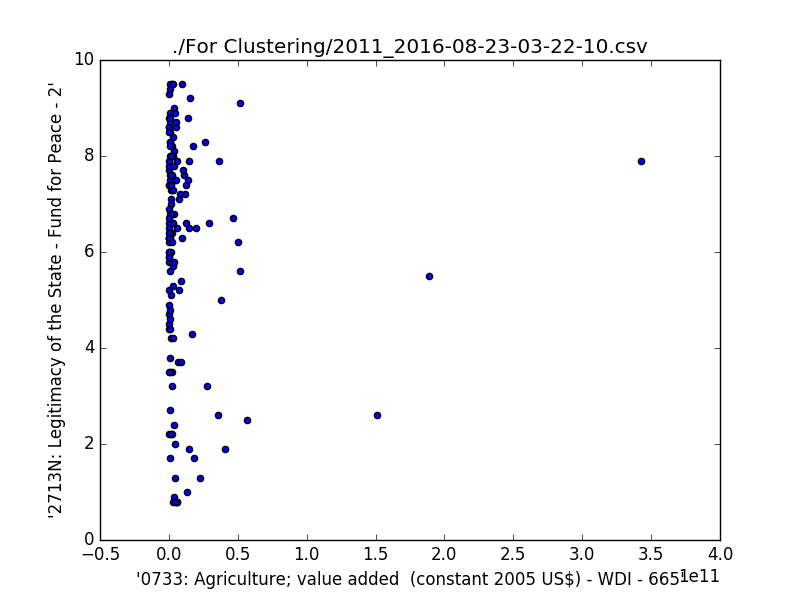 ./For Clustering/2011_2016-08-23-03-22-10.csv
10
8
6
4
2
0
'2713N: Legitimacy of the State - Fund for Peace - 2'
−0.5 0.0 0.5 1.0 1.5 2.0 2.5 3.0 3.5 4.0
1e11
'0733: Agriculture; value added  (constant 2005 US$) - WDI - 665'